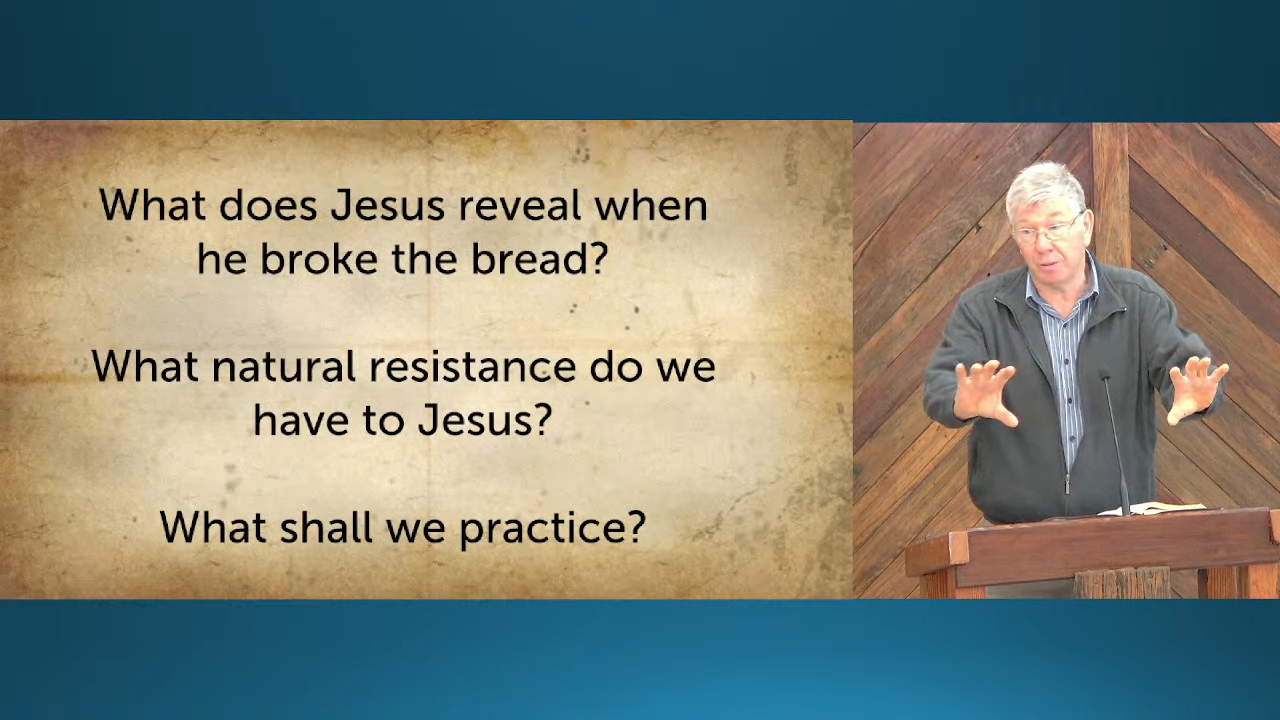 What does Jesus reveal when
he broke the bread?
What natural resistance do we
have to Jesus?
What shall we practice?